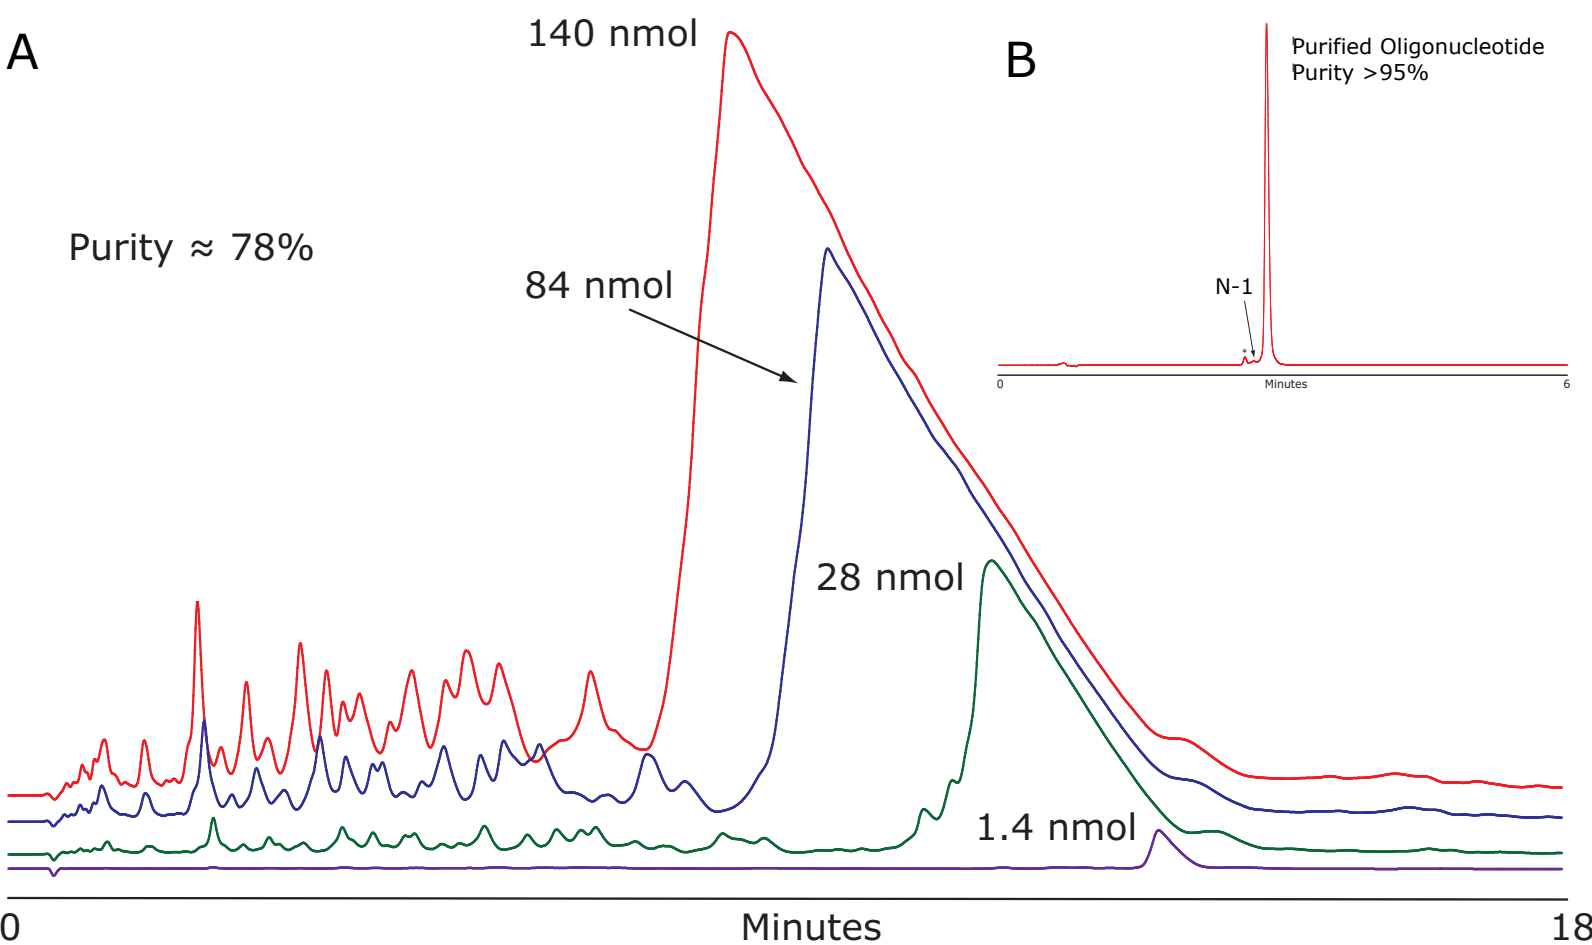 A
140 nmol
B
Purified Oligonucleotide
Purity >95%
Purity ≈ 78%
84 nmol
N-1
*
0
Minutes
6
28 nmol
1.4 nmol
0
Minutes
18